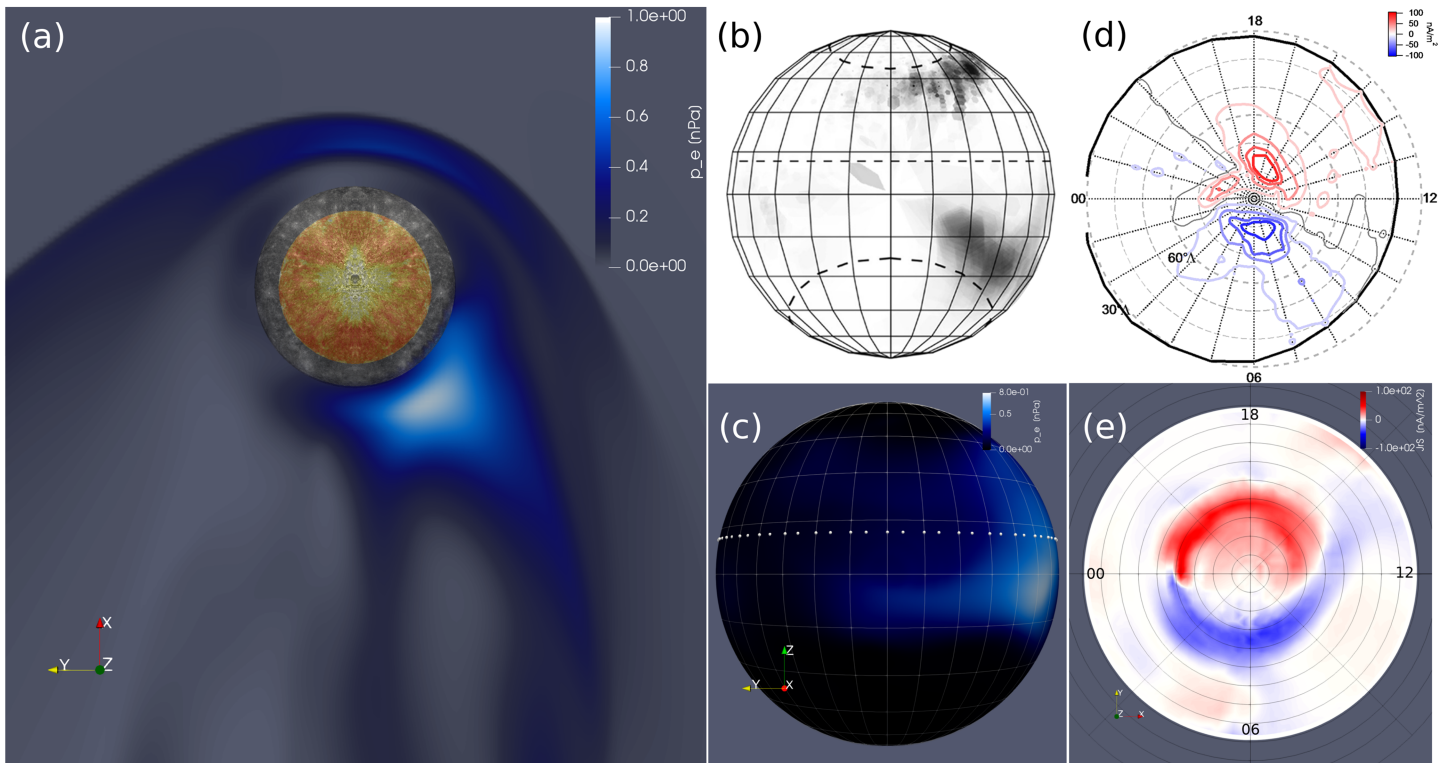 (a)
1.0e+00
0.8
0.6
0.4
0.2
0.0e+00
p_e (nPa)
X
Y
Z
(b)
(c)
8.0e-01
0.5
0.0e+00
p_e (nPa)
Z
Y
X
(d)
18
100
50
0
-50
-100
nA/m²
00
12
60°Λ
30°Λ
06
(e)
18
1.0e+02
0
-1.0e+02
JrS (nA/m^2)
00
12
Y
Z
X
06